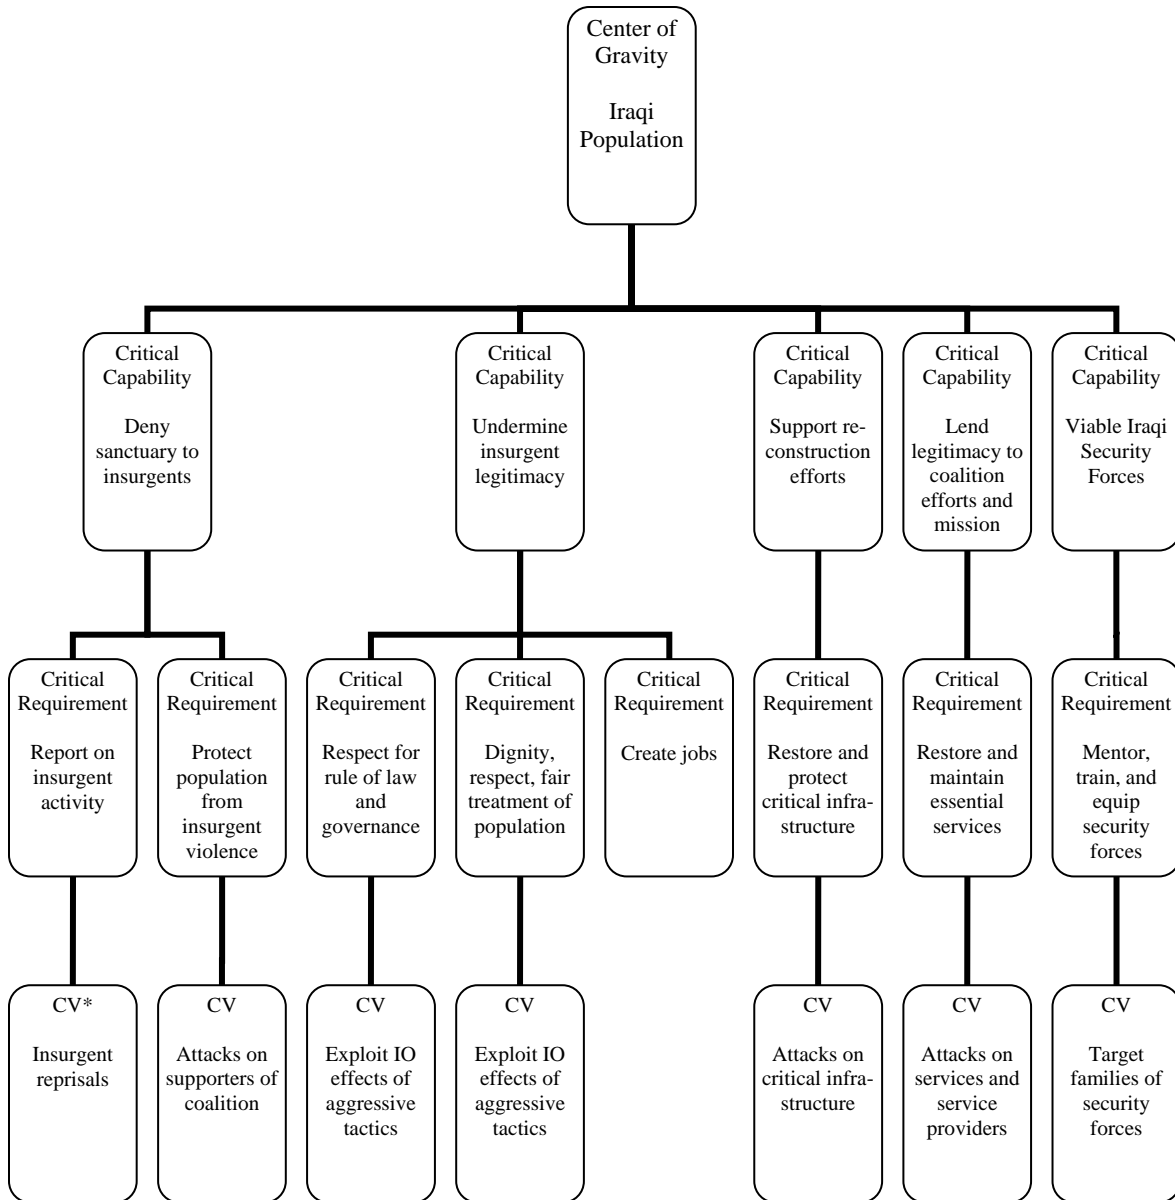 Center of
Gravity
Iraqi
Population
Critical
Capability
Deny
sanctuary to
insurgents
Critical
Capability
Undermine
insurgent
legitimacy
Critical
Capability
Support re-
construction
efforts
Critical
Capability
Lend
legitimacy to
coalition
efforts and
mission
Critical
Capability
Viable Iraqi
Security
Forces
Critical
Requirement
Report on
insurgent
activity
Critical
Requirement
Protect
population
from
insurgent
violence
Critical
Requirement
Respect for
rule of law
and
governance
Critical
Requirement
Dignity,
respect, fair
treatment of
population
Critical
Requirement
Create jobs
Critical
Requirement
Restore and
protect
critical infra-
structure
Critical
Requirement
Restore and
maintain
essential
services
Critical
Requirement
Mentor,
train, and
equip
security
forces
CV*
Insurgent
reprisals
CV
Attacks on
supporters of
coalition
CV
Exploit IO
effects of
aggressive
tactics
CV
Exploit IO
effects of
aggressive
tactics
CV
Attacks on
critical infra-
structure
CV
Attacks on
services and
service
providers
CV
Target
families of
security
forces